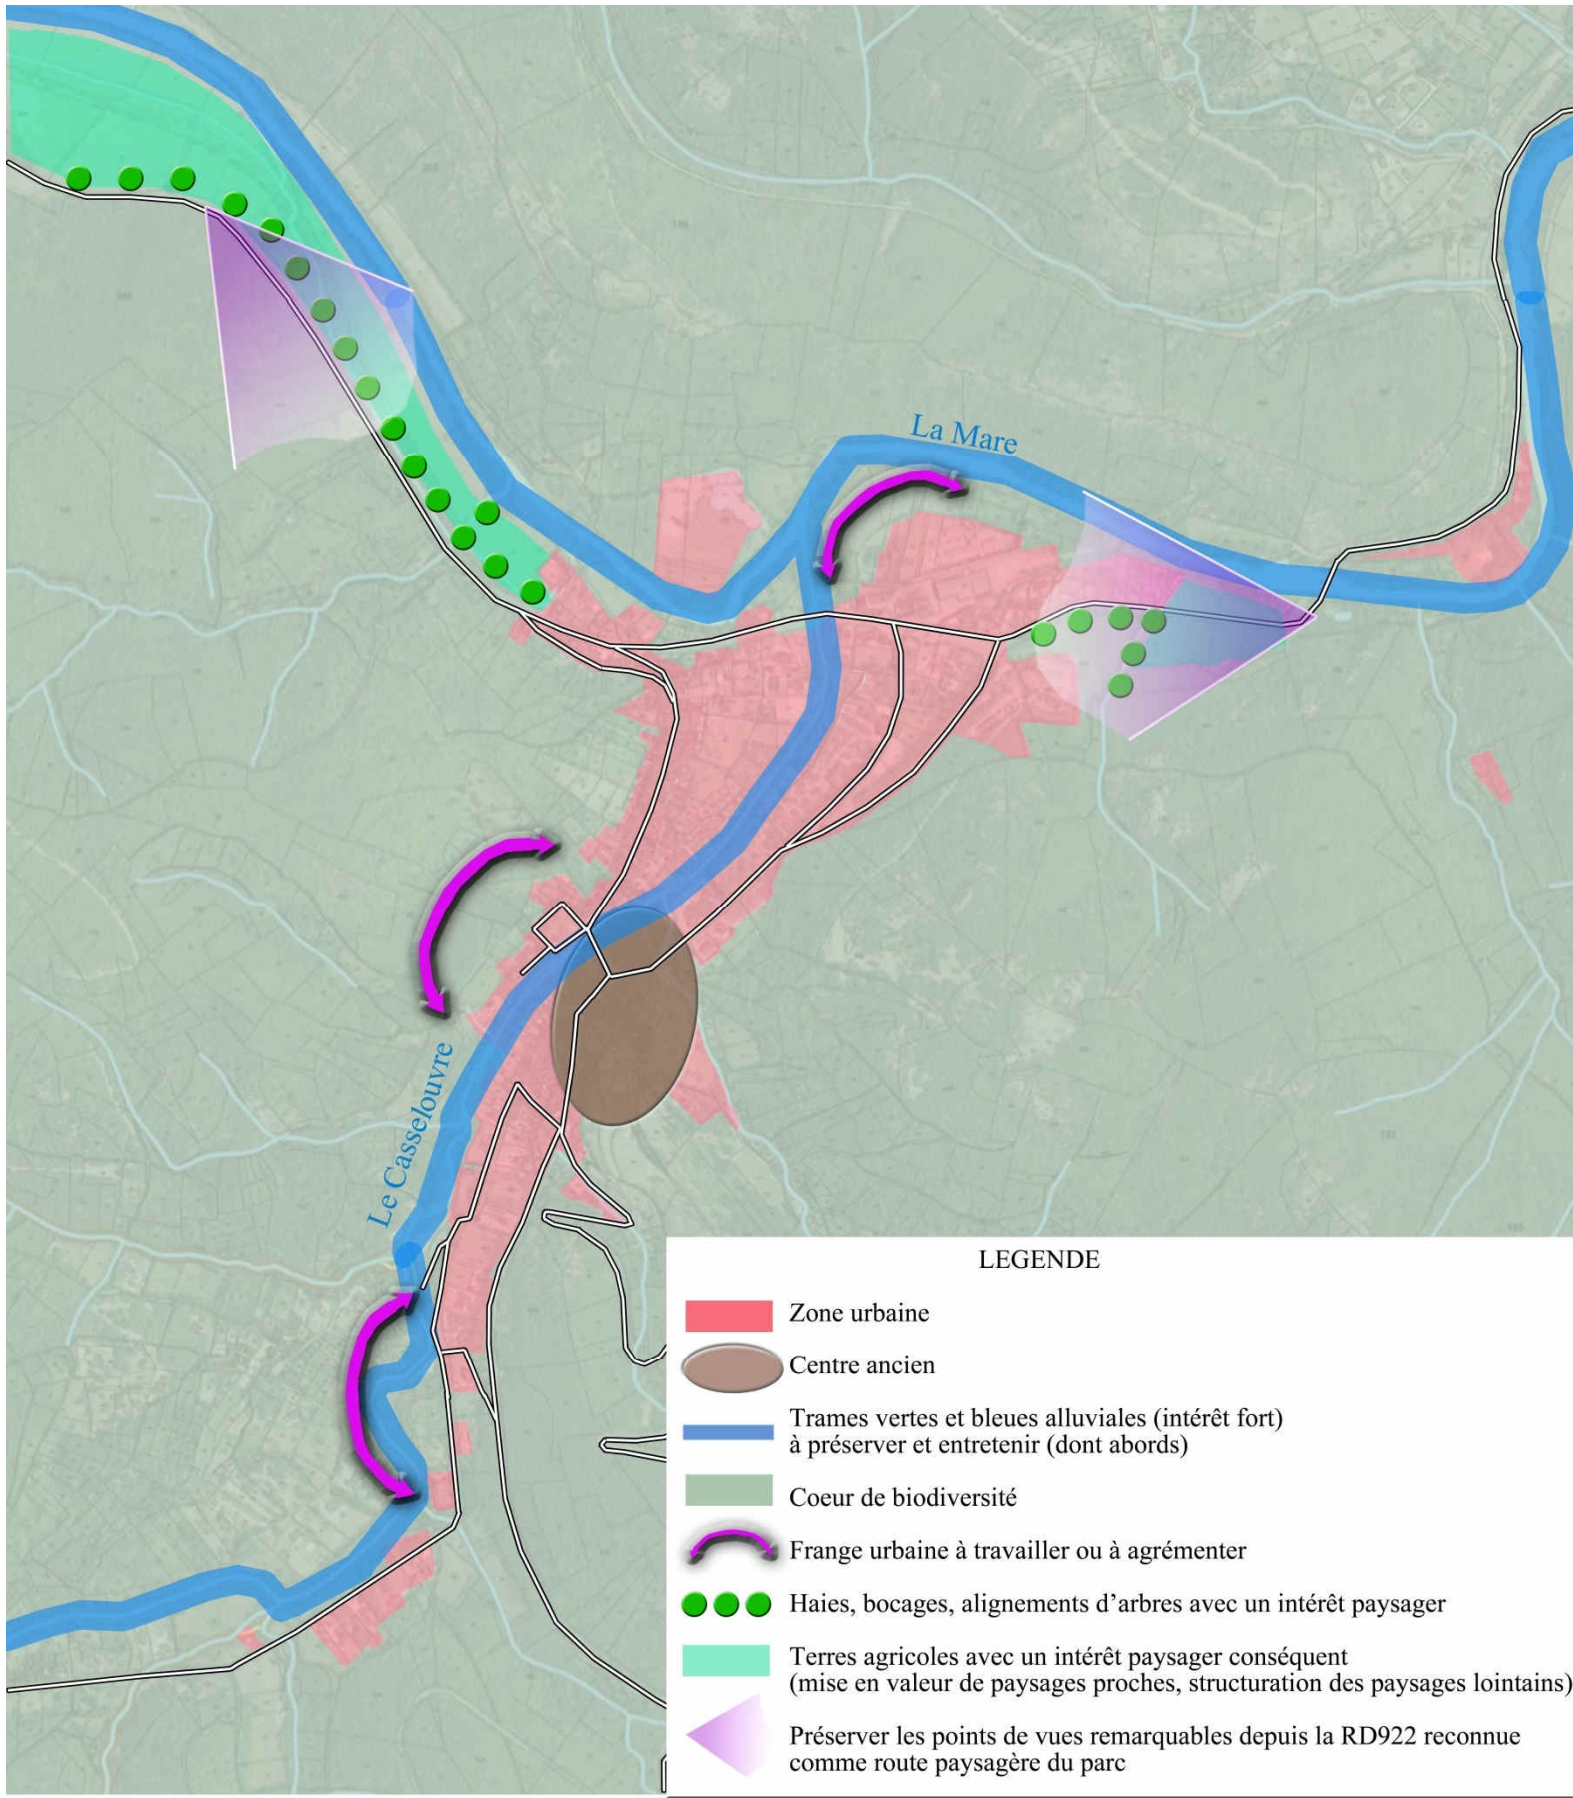 La Mare
Le Casselouvre
LEGENDE
Zone urbaine
Centre ancien
Trames vertes et bleues alluviales (intérêt fort)
à préserver et entretenir (dont abords)
Coeur de biodiversité
Frange urbaine à travailler ou à agrémenter
Haies, bocages, alignements d’arbres avec un intérêt paysager
Terres agricoles avec un intérêt paysager conséquent
(mise en valeur de paysages proches, structuration des paysages lointains)
Préserver les points de vues remarquables depuis la RD922 reconnue
comme route paysagère du parc